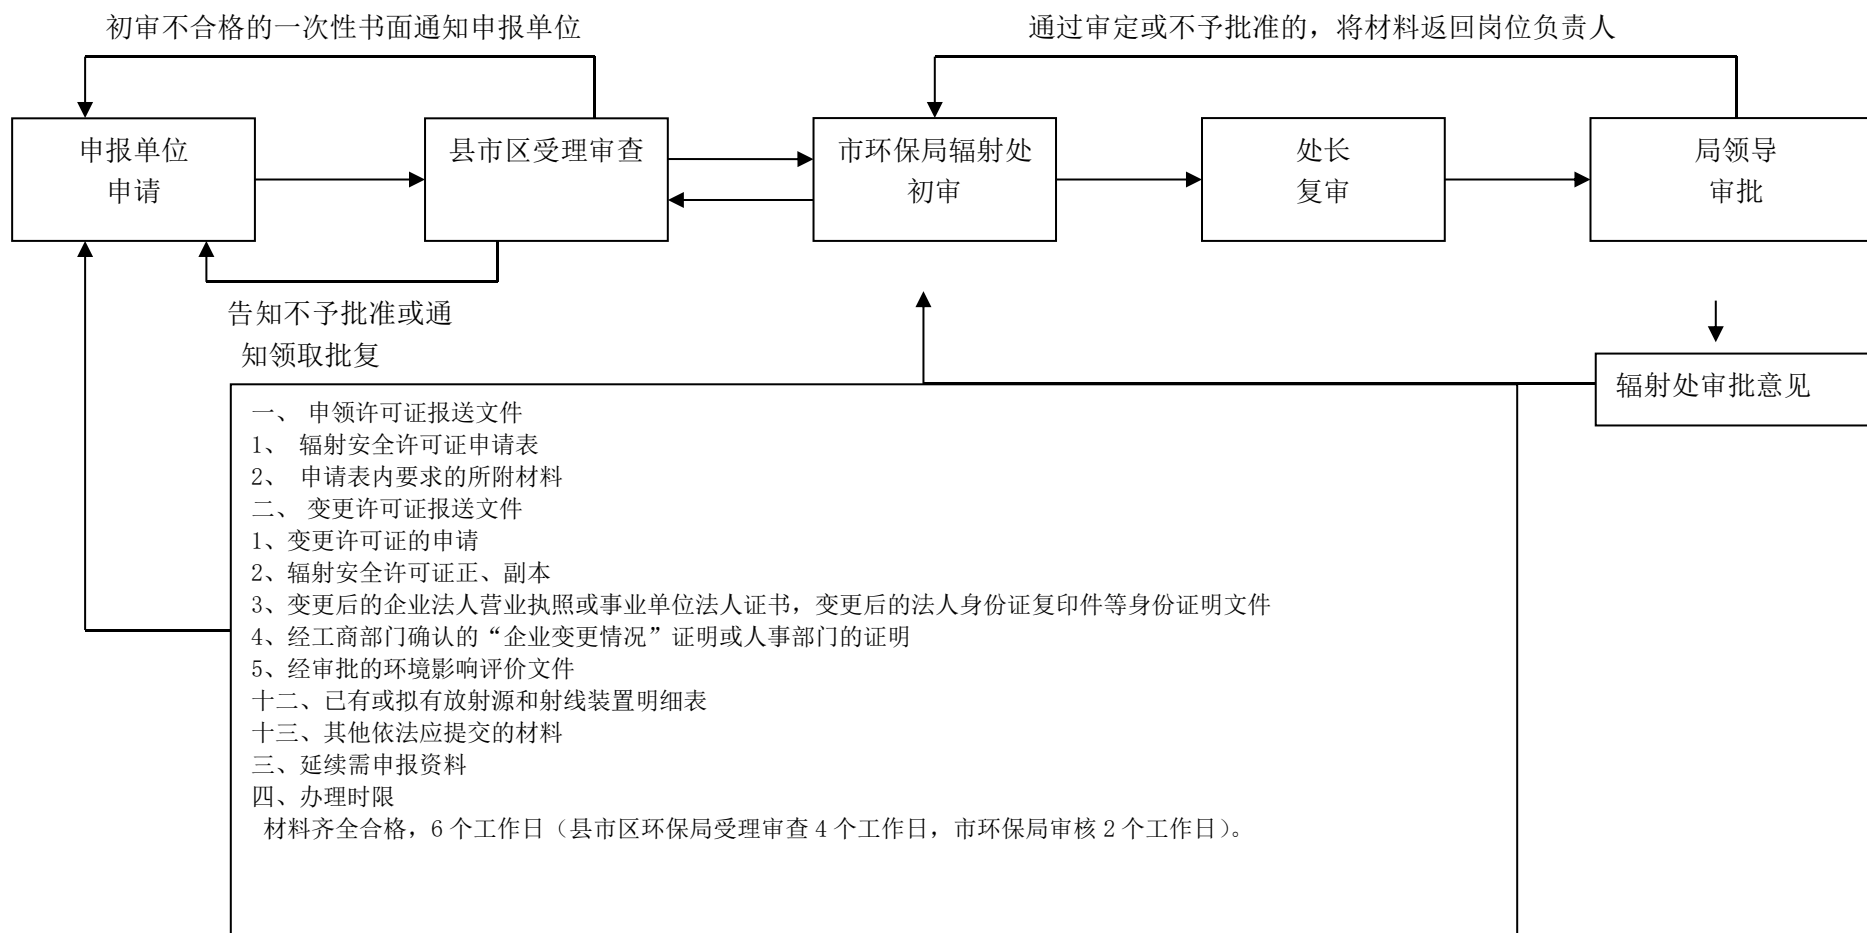 初审不合格的一次性书面通知申报单位
通过审定或不予批准的，将材料返回岗位负责人
申报单位
申请
县市区受理审查
市环保局辐射处
初审
处长
复审
局领导
审批
告知不予批准或通
知领取批复
辐射处审批意见
一、 申领许可证报送文件
1、 辐射安全许可证申请表
2、 申请表内要求的所附材料
二、 变更许可证报送文件
1、变更许可证的申请
2、辐射安全许可证正、副本
3、变更后的企业法人营业执照或事业单位法人证书，变更后的法人身份证复印件等身份证明文件
4、经工商部门确认的“企业变更情况”证明或人事部门的证明
5、经审批的环境影响评价文件
十二、已有或拟有放射源和射线装置明细表
十三、其他依法应提交的材料
三、延续需申报资料
四、办理时限
材料齐全合格，6 个工作日（县市区环保局受理审查 4 个工作日，市环保局审核 2 个工作日）。